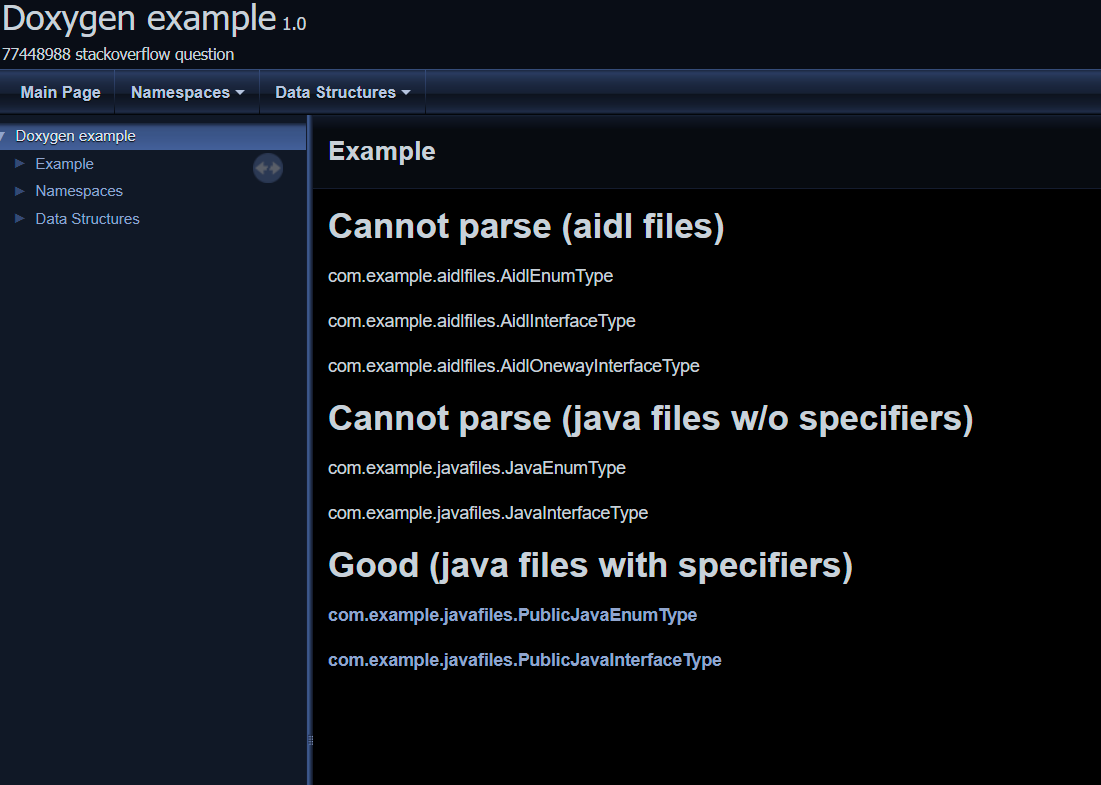 Doxygen example 1.0
77448988 stackoverflow question
Main Page Namespaces Data Structures
Doxygen example
Example
Namespaces
Data Structures
Example
Cannot parse (aidl files)
com.example.aidlfiles.AidlEnumType
com.example.aidlfiles.AidlInterfaceType
com.example.aidlfiles.AidlOnewayInterfaceType
Cannot parse (java files w/o specifiers)
com.example.javafiles.JavaEnumType
com.example.javafiles.JavaInterfaceType
Good (java files with specifiers)
com.example.javafiles.PublicJavaEnumType
com.example.javafiles.PublicJavaInterfaceType